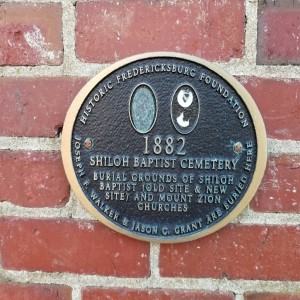 HISTORIC FREDERICKSBURG FOUNDATION
1882
SHILOH BAPTIST CEMETERY
BURIAL GROUNDS OF SHILOH
BAPTIST (OLD SITE & NEW
SITE) AND MOUNT ZION
CHURCHES
JOSEPH F. WALKER & JASON C. GRANT ARE BURIED HERE